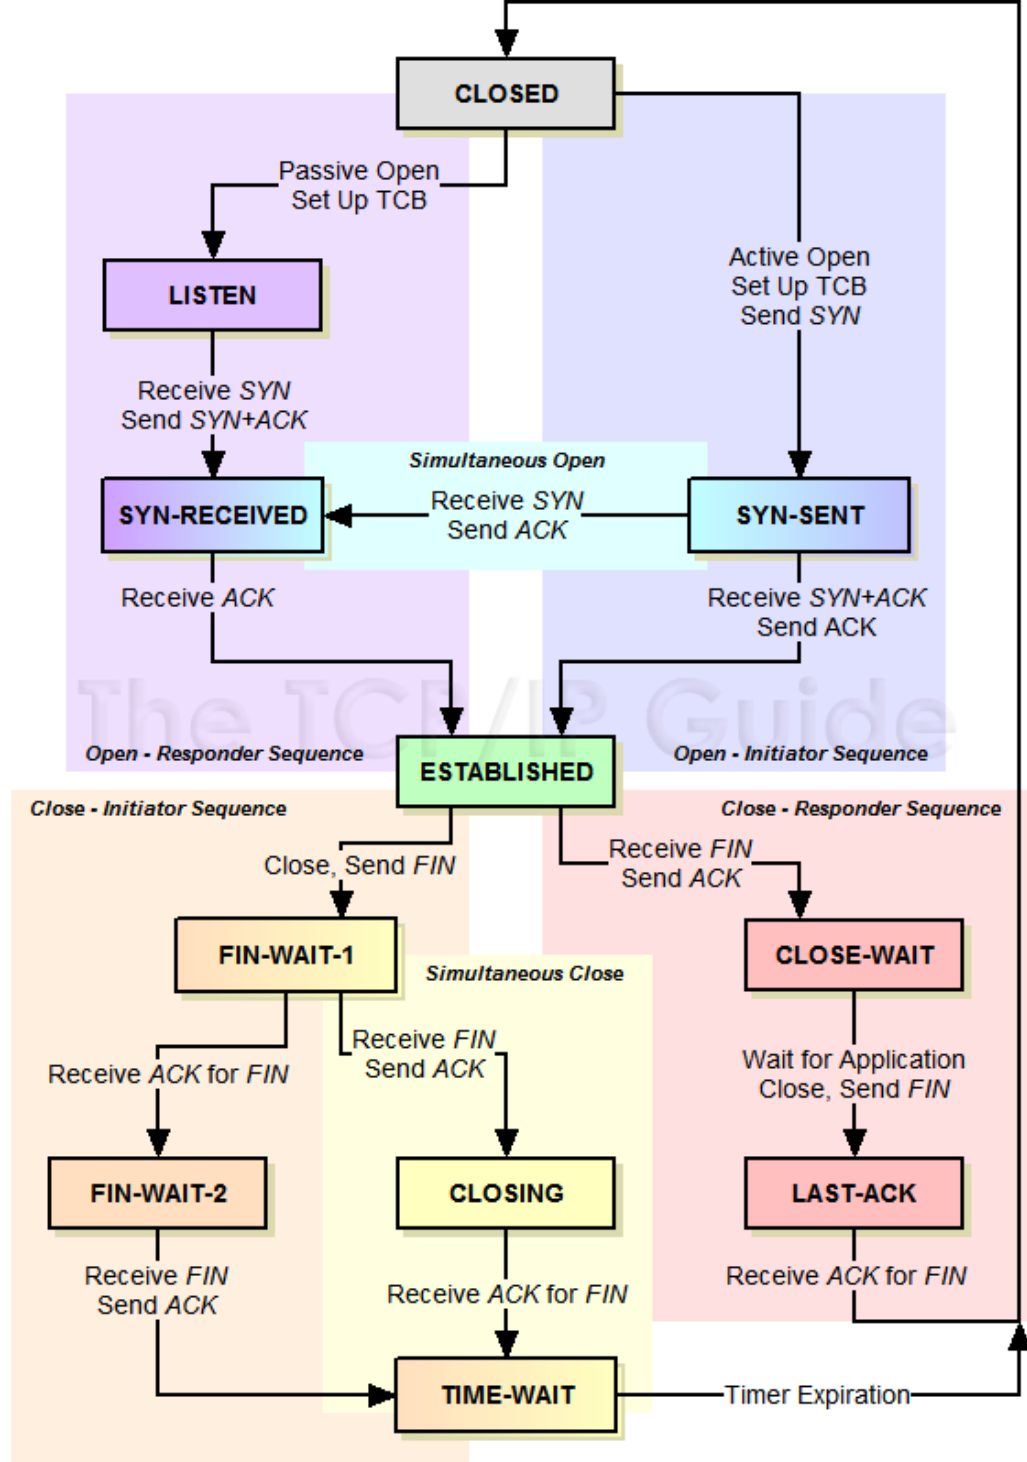 CLOSED
Passive Open
Set Up TCB
Active Open
Set Up TCB
Send SYN
LISTEN
Receive SYN
Send SYN+ACK
Simultaneous Open
SYN-RECEIVED
Receive SYN
Send ACK
SYN-SENT
Receive ACK
Receive SYN+ACK
Send ACK
The TCP/IP Guide
Open - Responder Sequence
Open - Initiator Sequence
ESTABLISHED
Close - Initiator Sequence
Close - Responder Sequence
Close, Send FIN
Receive FIN
Send ACK
FIN-WAIT-1
CLOSE-WAIT
Simultaneous Close
Receive ACK for FIN
Receive FIN
Send ACK
Wait for Application
Close, Send FIN
FIN-WAIT-2
CLOSING
LAST-ACK
Receive FIN
Send ACK
Receive ACK for FIN
Receive ACK for FIN
TIME-WAIT
Timer Expiration